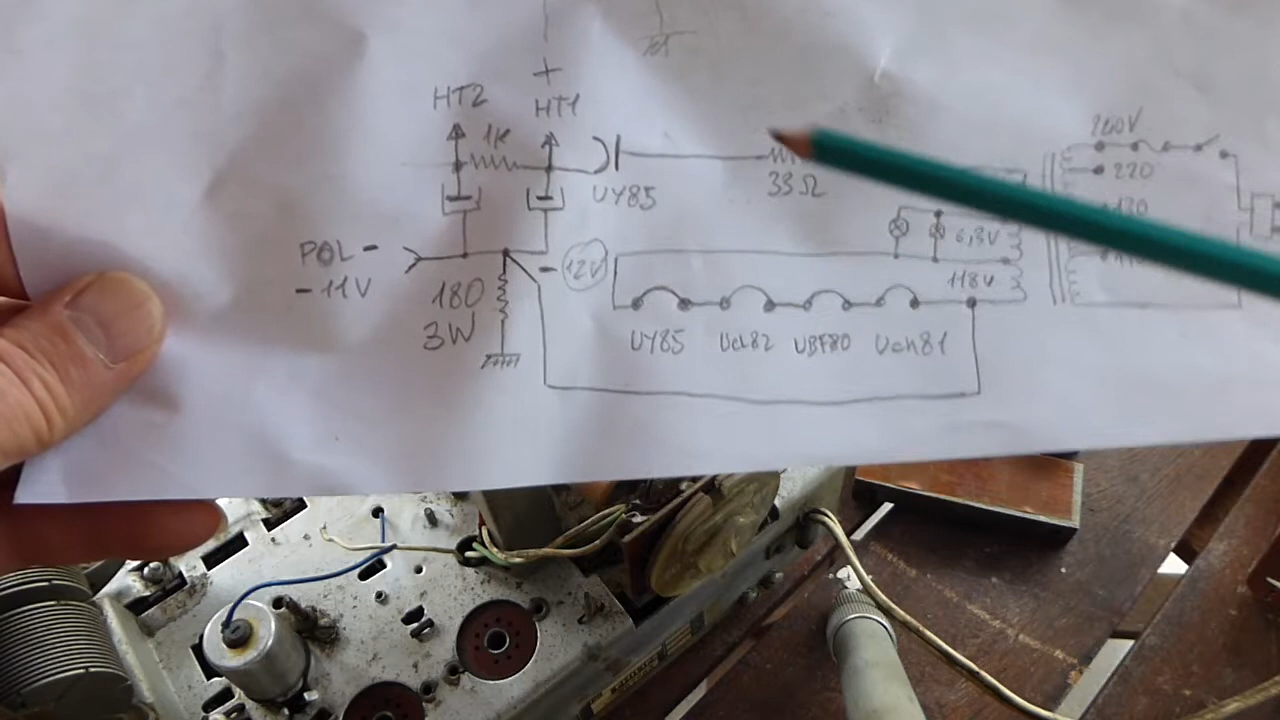 +
HT2
HT1
1K
UY85
33Ω
200V
220
130
6,3V
118V
POL -
- 11V
- 12V
180
3W
UY85 Ucl82 UBF80 Uch81